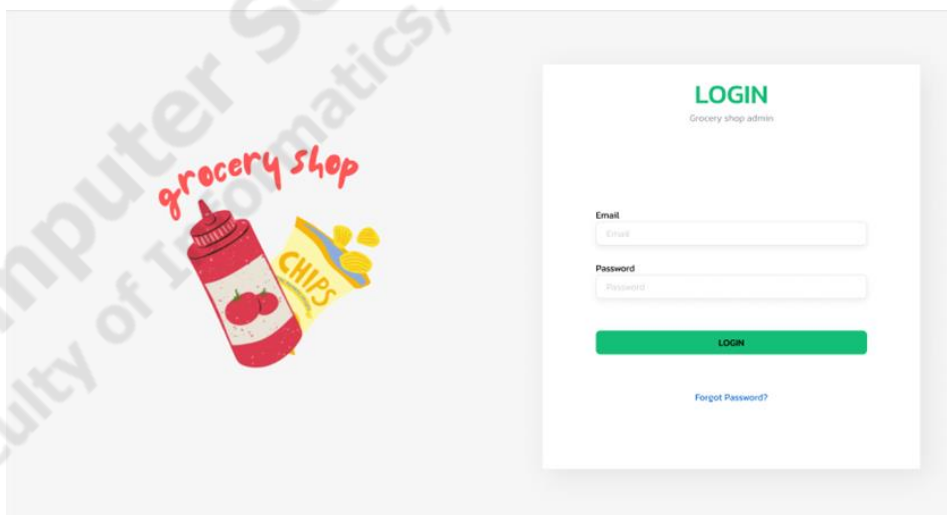 grocery shop
CHIPS
LOGIN
Grocery shop admin
Email
Email
Password
Password
LOGIN
Forgot Password?